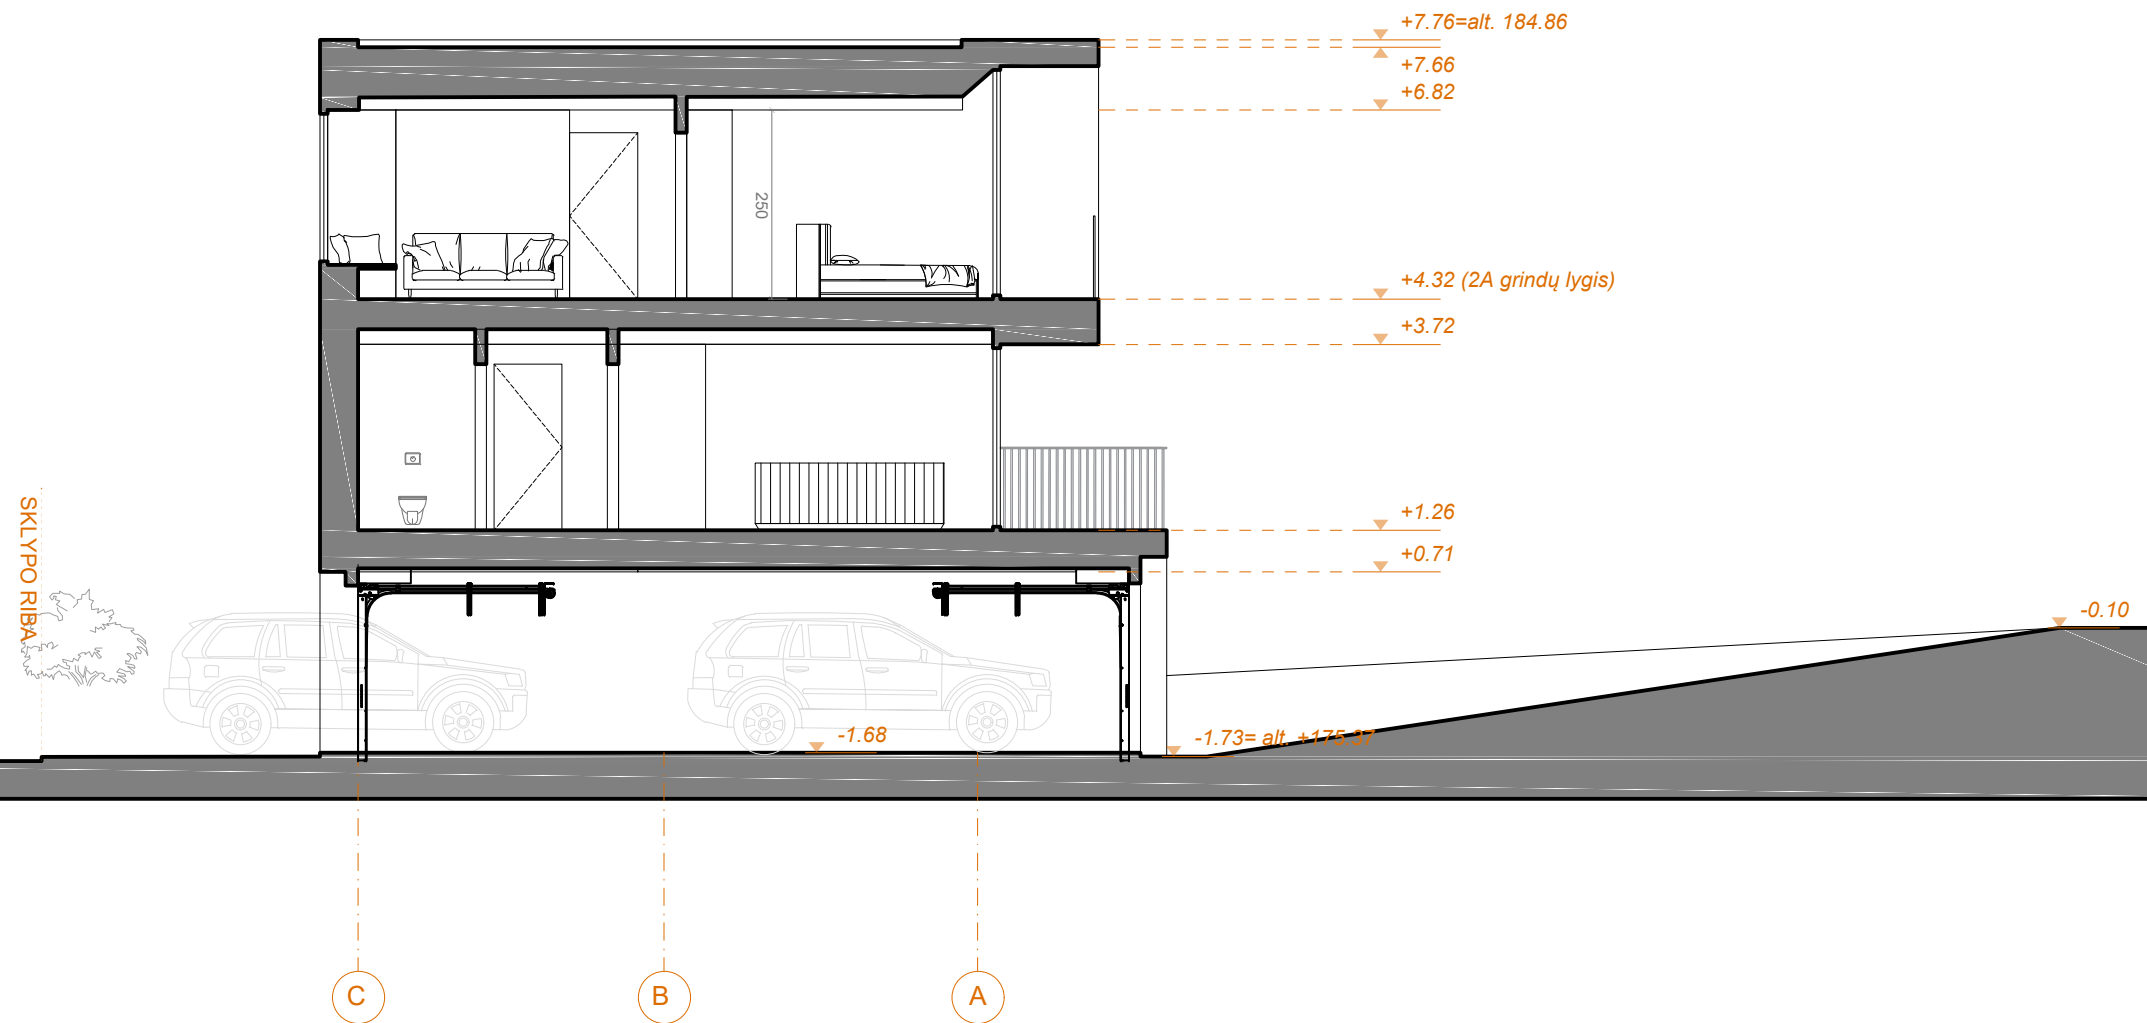 +7.76=alt. 184.86
+7.66
+6.82
250
+4.32 (2A grindų lygis)
+3.72
SKLYPO RIBA
+1.26
+0.71
-0.10
-1.68
-1.73= alt. +175.37
C
B
A